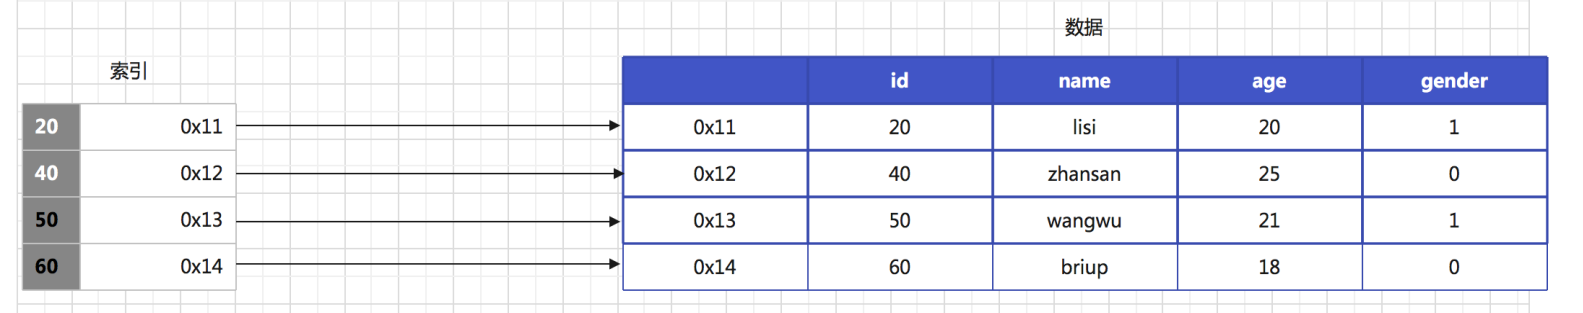 数据
索引
id name age gender
20 0x11 0x11 20 lisi 20 1
40 0x12 0x12 40 zhansan 25 0
50 0x13 0x13 50 wangwu 21 1
60 0x14 0x14 60 briup 18 0